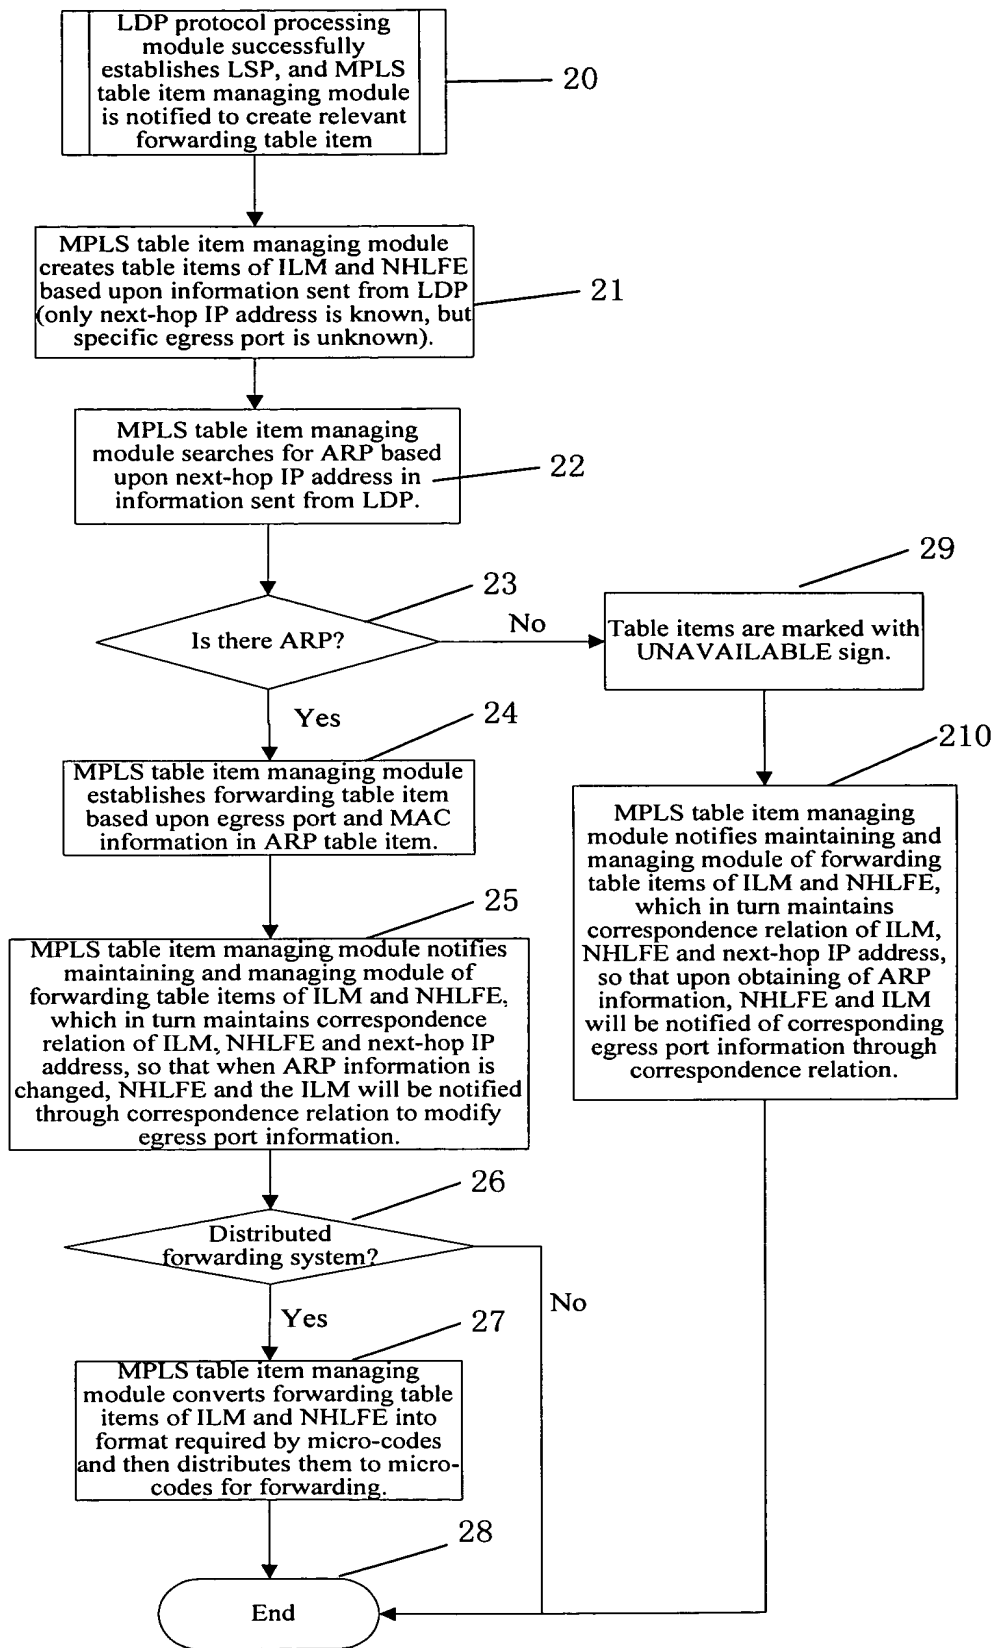 LDP protocol processing
module successfully
establishes LSP, and MPLS
table item managing module
is notified to create relevant
forwarding table item
20
MPLS table item managing module
creates table items of ILM and NHLFE
based upon information sent from LDP
(only next-hop IP address is known, but
specific egress port is unknown).
21
MPLS table item managing
module searches for ARP based
upon next-hop IP address in
information sent from LDP.
22
Is there ARP?
23
No
Yes
Table items are marked with
UNAVAILABLE sign.
29
MPLS table item managing module
establishes forwarding table item
based upon egress port and MAC
information in ARP table item.
24
MPLS table item managing
module notifies maintaining and
managing module of forwarding
table items of ILM and NHLFE,
which in turn maintains
correspondence relation of ILM,
NHLFE and next-hop IP address,
so that upon obtaining of ARP
information, NHLFE and ILM
will be notified of corresponding
egress port information through
correspondence relation.
210
MPLS table item managing module notifies
maintaining and managing module of
forwarding table items of ILM and NHLFE,
which in turn maintains correspondence
relation of ILM, NHLFE and next-hop IP
address, so that when ARP information is
changed, NHLFE and the ILM will be notified
through correspondence relation to modify
egress port information.
25
Distributed
forwarding system?
26
No
Yes
MPLS table item managing
module converts forwarding table
items of ILM and NHLFE into
format required by micro-codes
and then distributes them to micro-
codes for forwarding.
27
End
28